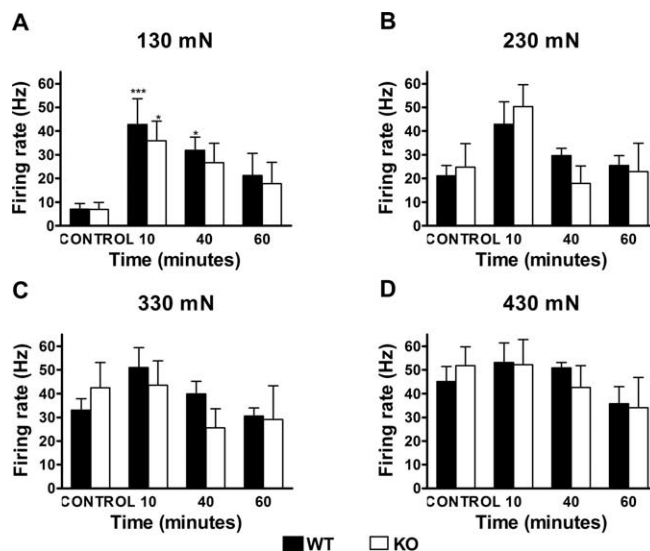 A
130 mN
Firing rate (Hz)
60
50
40
30
20
10
0
***
*
*
CONTROL 10 40 60
Time (minutes)
B
230 mN
Firing rate (Hz)
60
50
40
30
20
10
0
CONTROL 10 40 60
Time (minutes)
C
330 mN
Firing rate (Hz)
60
50
40
30
20
10
0
CONTROL 10 40 60
Time (minutes)
D
430 mN
Firing rate (Hz)
60
50
40
30
20
10
0
CONTROL 10 40 60
Time (minutes)
WT KO